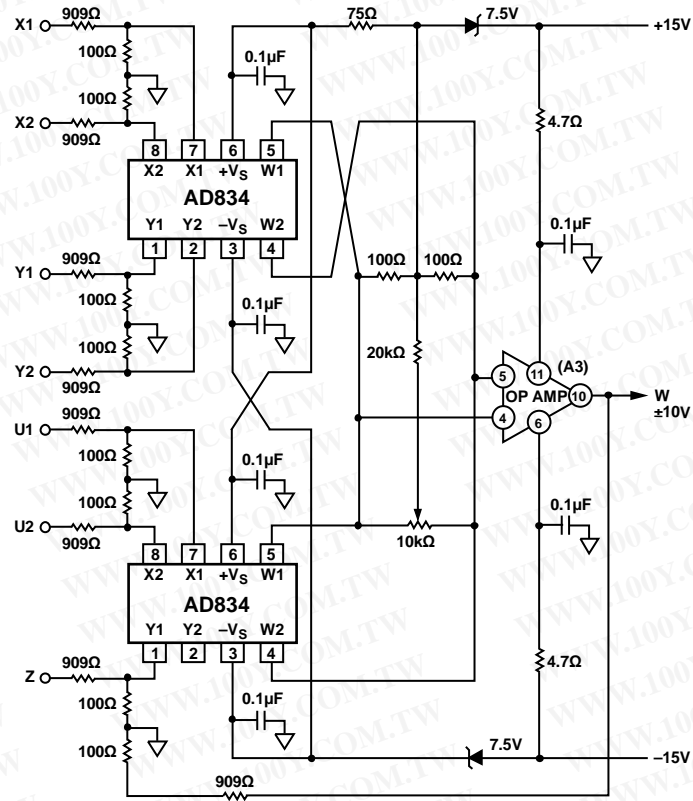 909Ω
75Ω
7.5V
X1
+15V
100Ω
0.1µF
100Ω
4.7Ω
X2
909Ω
8 7 6 5
X2 X1 +VS W1
AD834
Y1 Y2 –VS W2
1 2 3 4
0.1µF
909Ω
Y1
100Ω
100Ω 100Ω
0.1µF
100Ω
20kΩ
(A3)
Y2
909Ω
5 11
OP AMP 10
4 6
W
±10V
909Ω
U1
100Ω
0.1µF
100Ω
0.1µF
U2
909Ω
8 7 6 5
X2 X1 +VS W1
10kΩ
AD834
Y1 Y2 –VS W2
1 2 3 4
4.7Ω
909Ω
Z
0.1µF
100Ω
100Ω
7.5V
–15V
909Ω
WWW.100Y.COM.TW